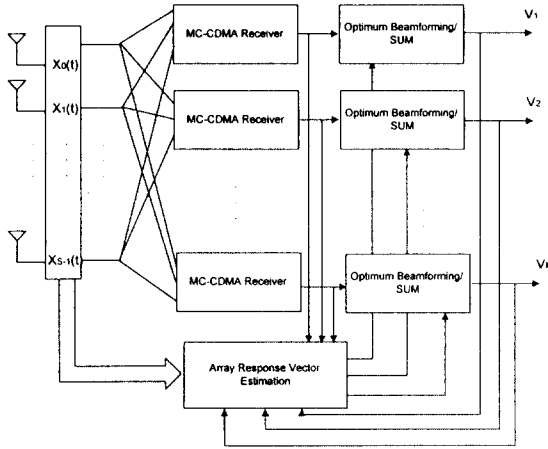 X0(t)
X1(t)
XS-1(t)
MC-CDMA Receiver
MC-CDMA Receiver
MC-CDMA Receiver
Optimum Beamforming/
SUM
Optimum Beamforming/
SUM
Optimum Beamforming/
SUM
V1
V2
Array Response Vector
Estimation